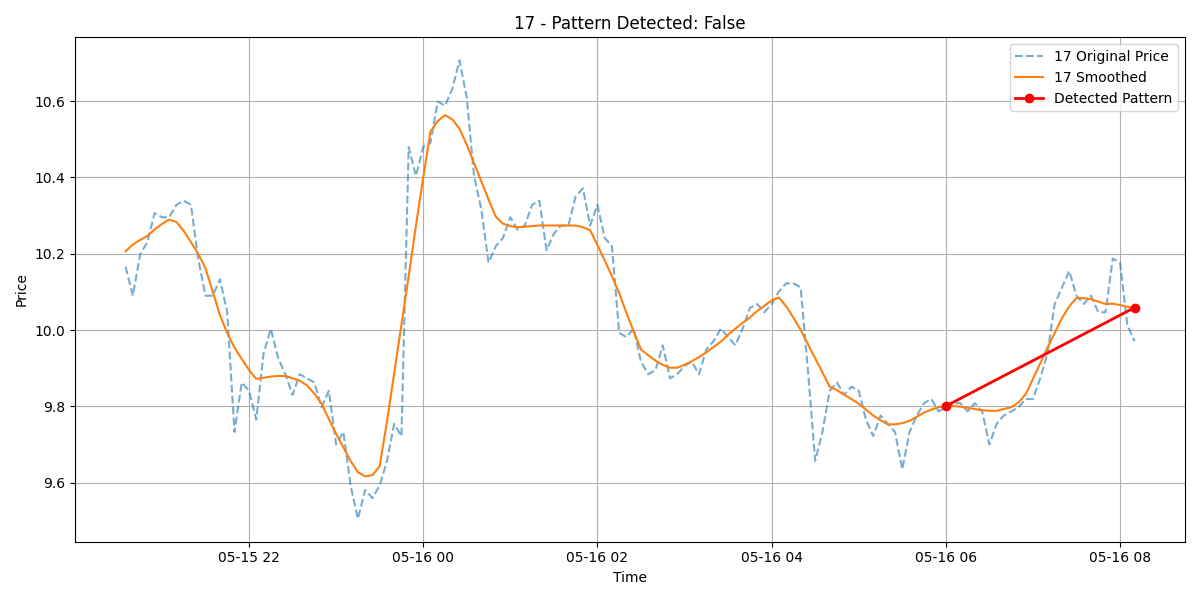 17 - Pattern Detected: False
17 Original Price
17 Smoothed
Detected Pattern
Price
10.6
10.4
10.2
10.0
9.8
9.6
05-15 22
05-16 00
05-16 02
05-16 04
05-16 06
05-16 08
Time